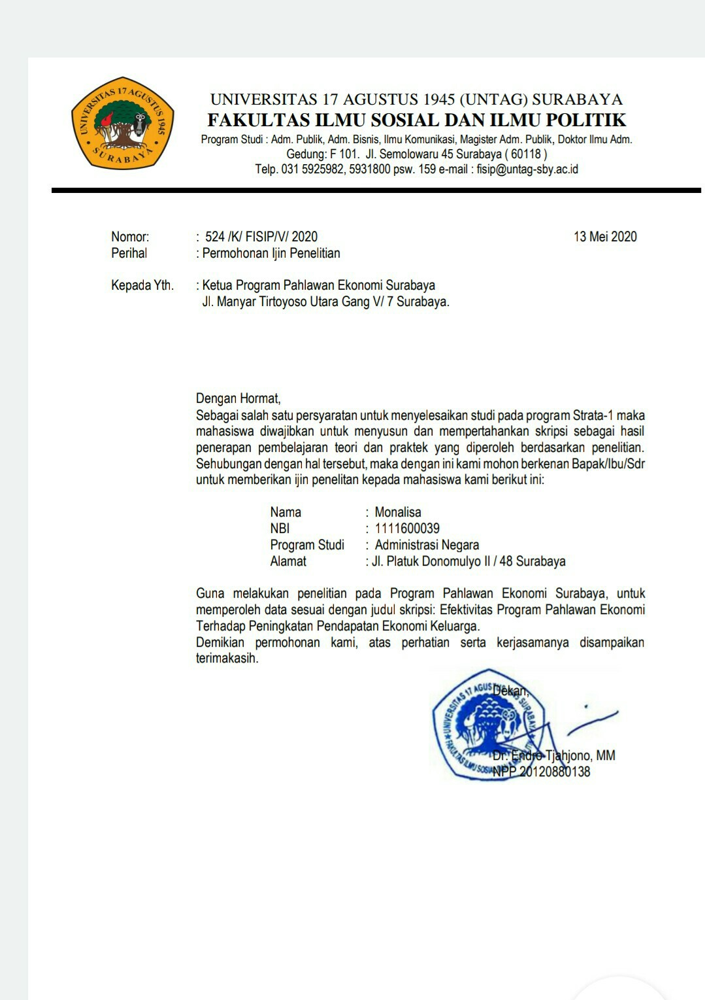 UNIVERSITAS 17 AGUSTUS 1945
SURABAYA
UNIVERSITAS 17 AGUSTUS 1945 (UNTAG) SURABAYA
FAKULTAS ILMU SOSIAL DAN ILMU POLITIK
Program Studi : Adm. Publik, Adm. Bisnis, Ilmu Komunikasi, Magister Adm. Publik, Doktor Ilmu Adm.
Gedung: F 101. Jl. Semolowaru 45 Surabaya ( 60118 )
Telp. 031 5925982, 5931800 psw. 159 e-mail : fisip@untag-sby.ac.id
Nomor: : 524 /K/ FISIP/V/ 2020 13 Mei 2020
Perihal : Permohonan Ijin Penelitian
Kepada Yth. : Ketua Program Pahlawan Ekonomi Surabaya
Jl. Manyar Tirtoyoso Utara Gang V/ 7 Surabaya.
Dengan Hormat,
Sebagai salah satu persyaratan untuk menyelesaikan studi pada program Strata-1 maka
mahasiswa diwajibkan untuk menyusun dan mempertahankan skripsi sebagai hasil
penerapan pembelajaran teori dan praktek yang diperoleh berdasarkan penelitian.
Sehubungan dengan hal tersebut, maka dengan ini kami mohon berkenan Bapak/Ibu/Sdr
untuk memberikan ijin penelitan kepada mahasiswa kami berikut ini:
Nama : Monalisa
NBI : 1111600039
Program Studi : Administrasi Negara
Alamat : Jl. Platuk Donomulyo II / 48 Surabaya
Guna melakukan penelitian pada Program Pahlawan Ekonomi Surabaya, untuk
memperoleh data sesuai dengan judul skripsi: Efektivitas Program Pahlawan Ekonomi
Terhadap Peningkatan Pendapatan Ekonomi Keluarga.
Demikian permohonan kami, atas perhatian serta kerjasamanya disampaikan
terimakasih.
Dekan,
UNIVERSITAS 17 AGUSTUS 1945 SURABAYA
FAKULTAS ILMU SOSIAL DAN ILMU POLITIK
Dr. Endro Tjahjono, MM
NPP 20120880138